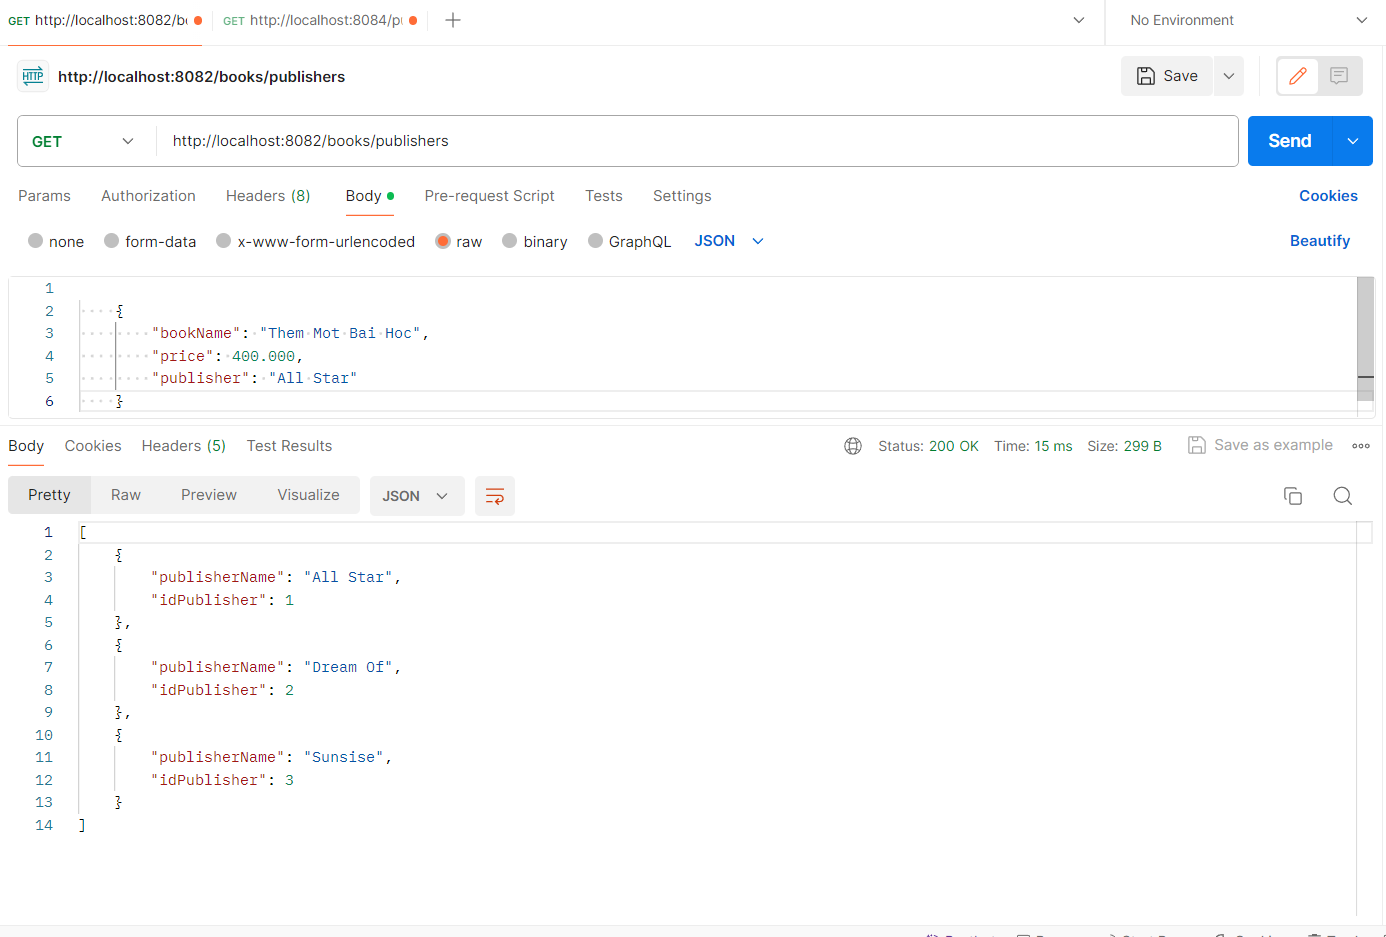 GET http://localhost:8082/b GET http://localhost:8084/p No Environment
HTTP http://localhost:8082/books/publishers Save
GET http://localhost:8082/books/publishers Send
Params Authorization Headers (8) Body Pre-request Script Tests Settings Cookies
none form-data x-www-form-urlencoded raw binary GraphQL JSON Beautify
1
2 {
3 "bookName": "Them Mot Bai Hoc",
4 "price": 400.000,
5 "publisher": "All Star"
6 }
Body Cookies Headers (5) Test Results Status: 200 OK Time: 15 ms Size: 299 B Save as example
Pretty Raw Preview Visualize JSON
1 [
2 {
3 "publisherName": "All Star",
4 "idPublisher": 1
5 },
6 {
7 "publisherName": "Dream Of",
8 "idPublisher": 2
9 },
10 {
11 "publisherName": "Sunsise",
12 "idPublisher": 3
13 }
14 ]